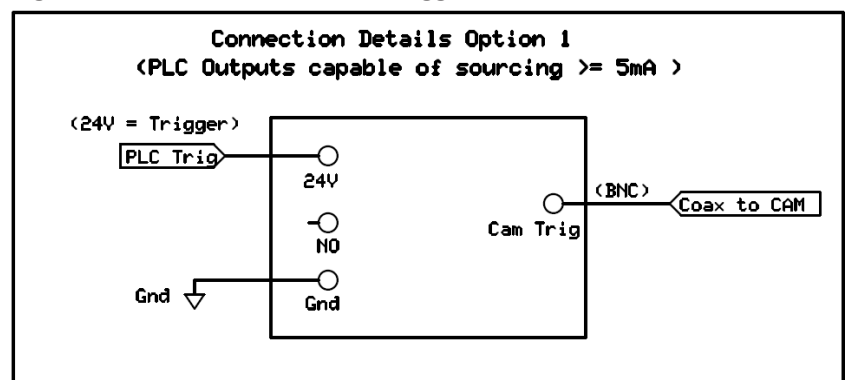 Connection Details Option 1
(PLC Outputs capable of sourcing >= 5mA )
(24V = Trigger)
PLC Trig
24V
(BNC)
Coax to CAM
Cam Trig
NO
Gnd
Gnd